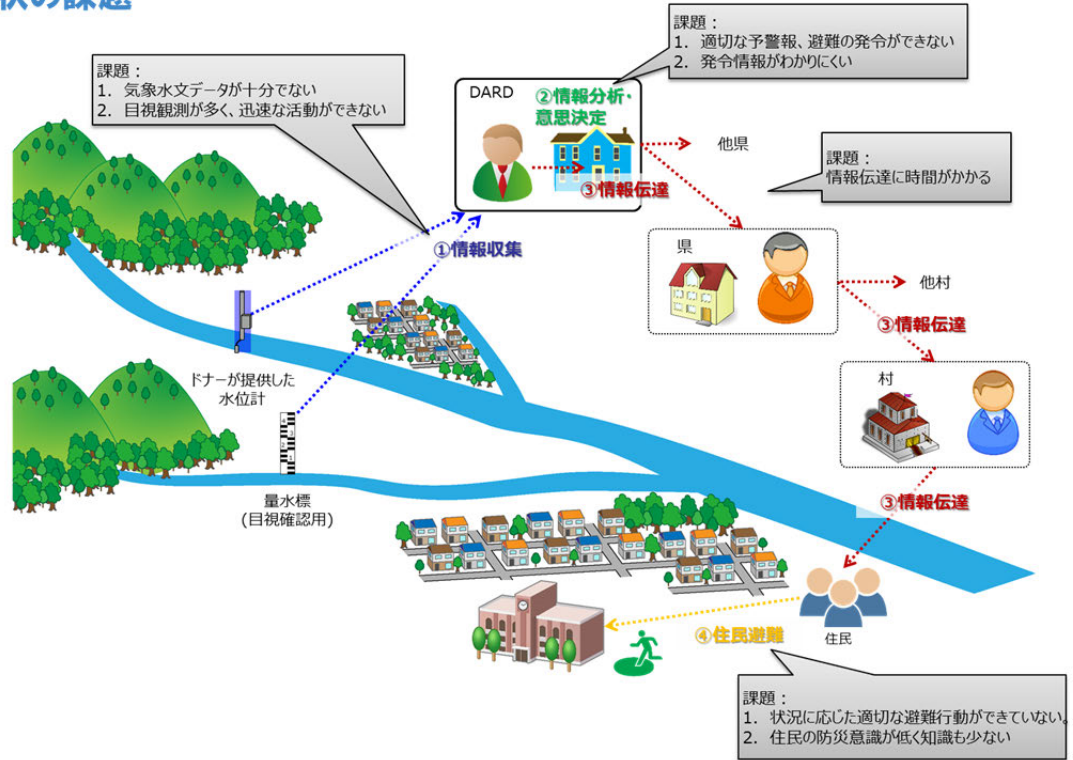 状の課題
課題：
1. 適切な予警報、避難の発令ができない
2. 発令情報がわかりにくい
課題：
1. 気象水文データが十分でない
2. 目視観測が多く、迅速な活動ができない
DARD
②情報分析・
意思決定
③情報伝達
他県
課題：
情報伝達に時間がかかる
①情報収集
県
他村
③情報伝達
村
ドナーが提供した
水位計
量水標
(目視確認用)
③情報伝達
④住民避難
住民
課題：
1. 状況に応じた適切な避難行動ができていない。
2. 住民の防災意識が低く知識も少ない